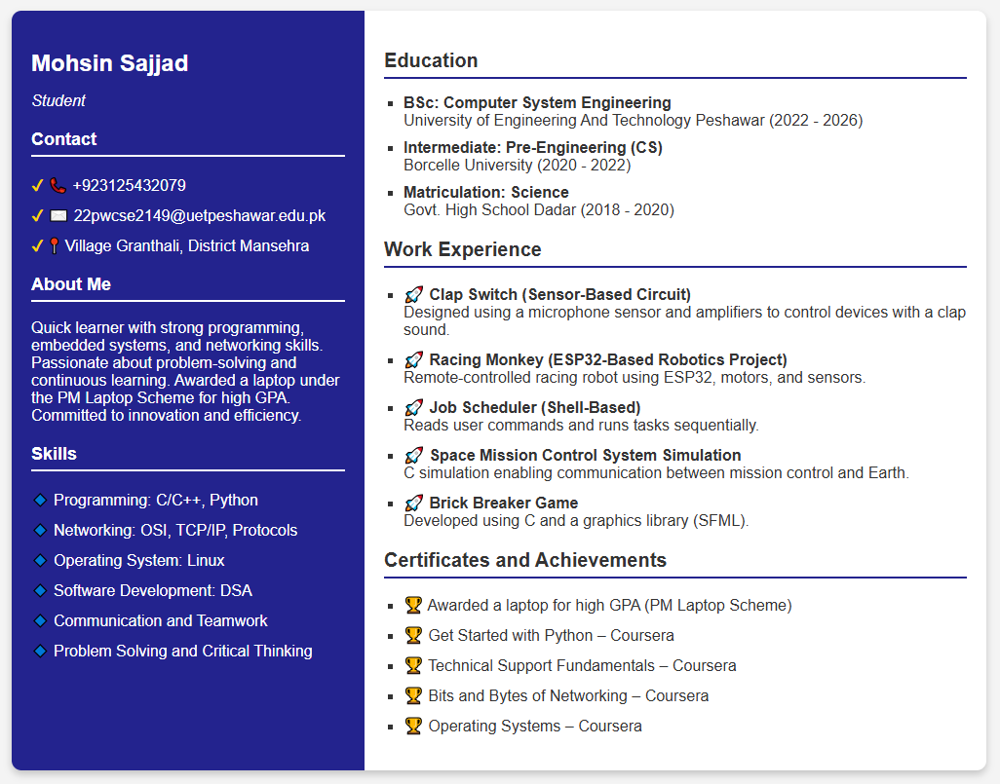 Mohsin Sajjad
Student
Contact
+923125432079
22pwcse2149@uetpeshawar.edu.pk
Village Granthali, District Mansehra
About Me
Quick learner with strong programming,
embedded systems, and networking skills.
Passionate about problem-solving and
continuous learning. Awarded a laptop under
the PM Laptop Scheme for high GPA.
Committed to innovation and efficiency.
Skills
Programming: C/C++, Python
Networking: OSI, TCP/IP, Protocols
Operating System: Linux
Software Development: DSA
Communication and Teamwork
Problem Solving and Critical Thinking
Education
BSc: Computer System Engineering
University of Engineering And Technology Peshawar (2022 - 2026)
Intermediate: Pre-Engineering (CS)
Borcelle University (2020 - 2022)
Matriculation: Science
Govt. High School Dadar (2018 - 2020)
Work Experience
Clap Switch (Sensor-Based Circuit)
Designed using a microphone sensor and amplifiers to control devices with a clap
sound.
Racing Monkey (ESP32-Based Robotics Project)
Remote-controlled racing robot using ESP32, motors, and sensors.
Job Scheduler (Shell-Based)
Reads user commands and runs tasks sequentially.
Space Mission Control System Simulation
C simulation enabling communication between mission control and Earth.
Brick Breaker Game
Developed using C and a graphics library (SFML).
Certificates and Achievements
Awarded a laptop for high GPA (PM Laptop Scheme)
Get Started with Python – Coursera
Technical Support Fundamentals – Coursera
Bits and Bytes of Networking – Coursera
Operating Systems – Coursera